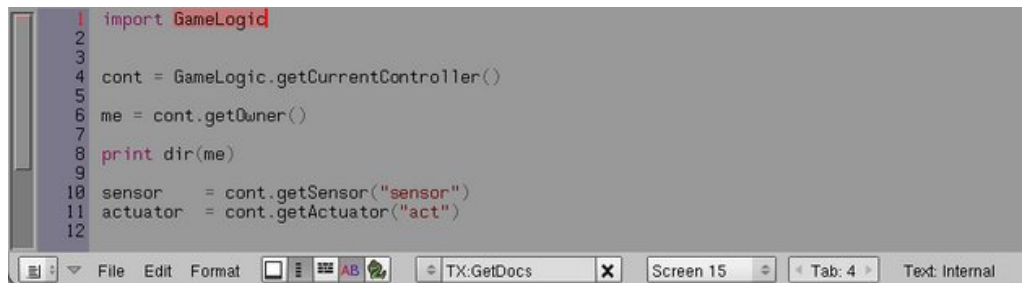 1 import GameLogic
2
3
4 cont = GameLogic.getCurrentController()
5
6 me = cont.getOwner()
7
8 print dir(me)
9
10 sensor    = cont.getSensor("sensor")
11 actuator  = cont.getActuator("act")
12
File Edit Format AB TX:GetDocs X Screen 15 Tab: 4 Text: Internal